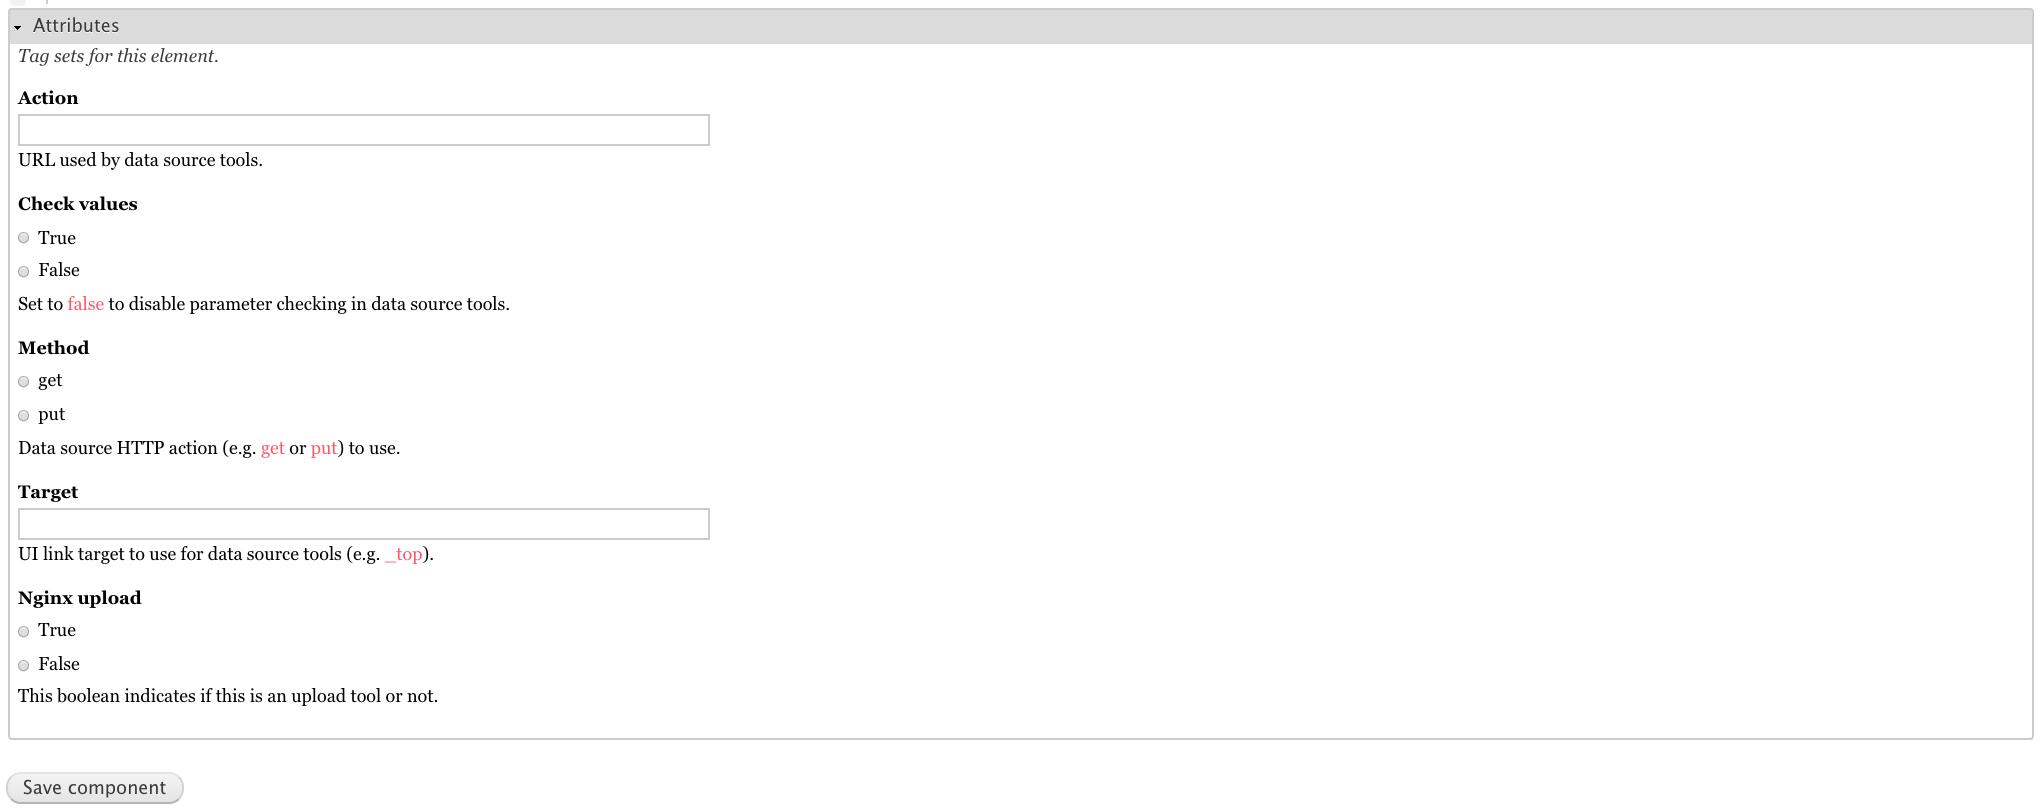 Attributes
Tag sets for this element.
Action
URL used by data source tools.
Check values
True
False
Set to false to disable parameter checking in data source tools.
Method
get
put
Data source HTTP action (e.g. get or put) to use.
Target
UI link target to use for data source tools (e.g. _top).
Nginx upload
True
False
This boolean indicates if this is an upload tool or not.
Save component